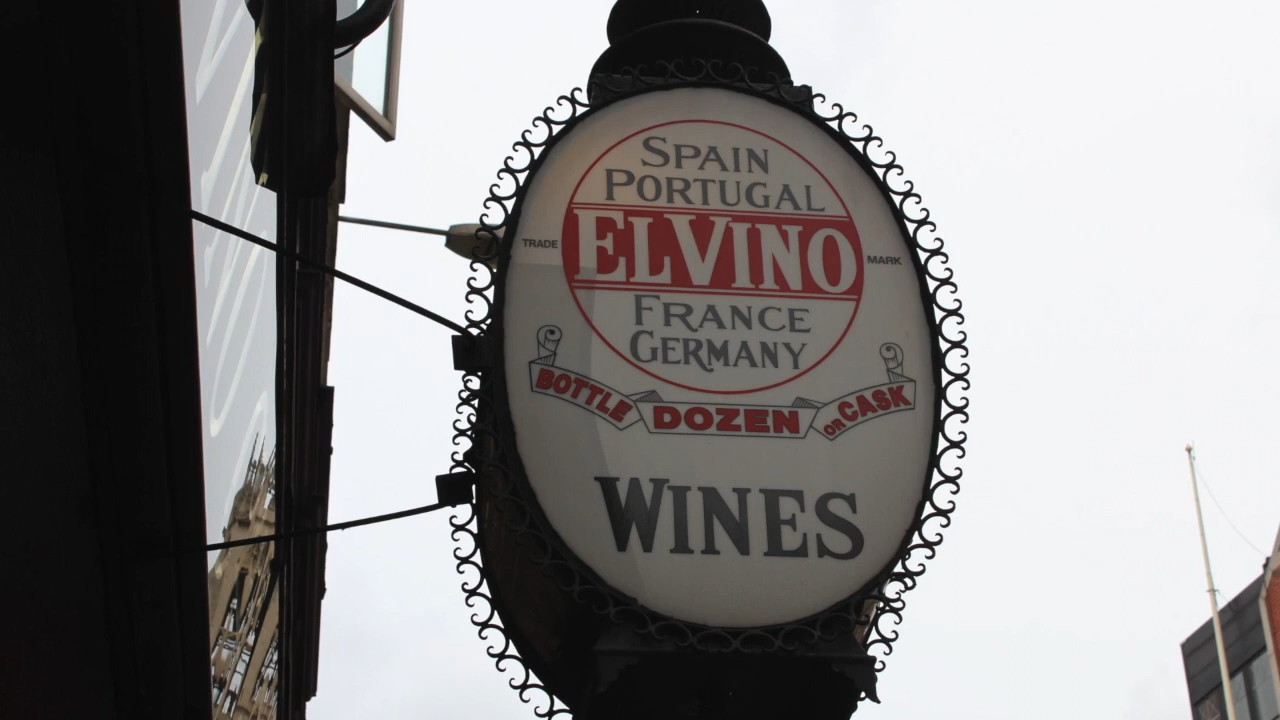 SPAIN
PORTUGAL
TRADE ELVINO MARK
FRANCE
GERMANY
BOTTLE DOZEN OR CASK
WINES